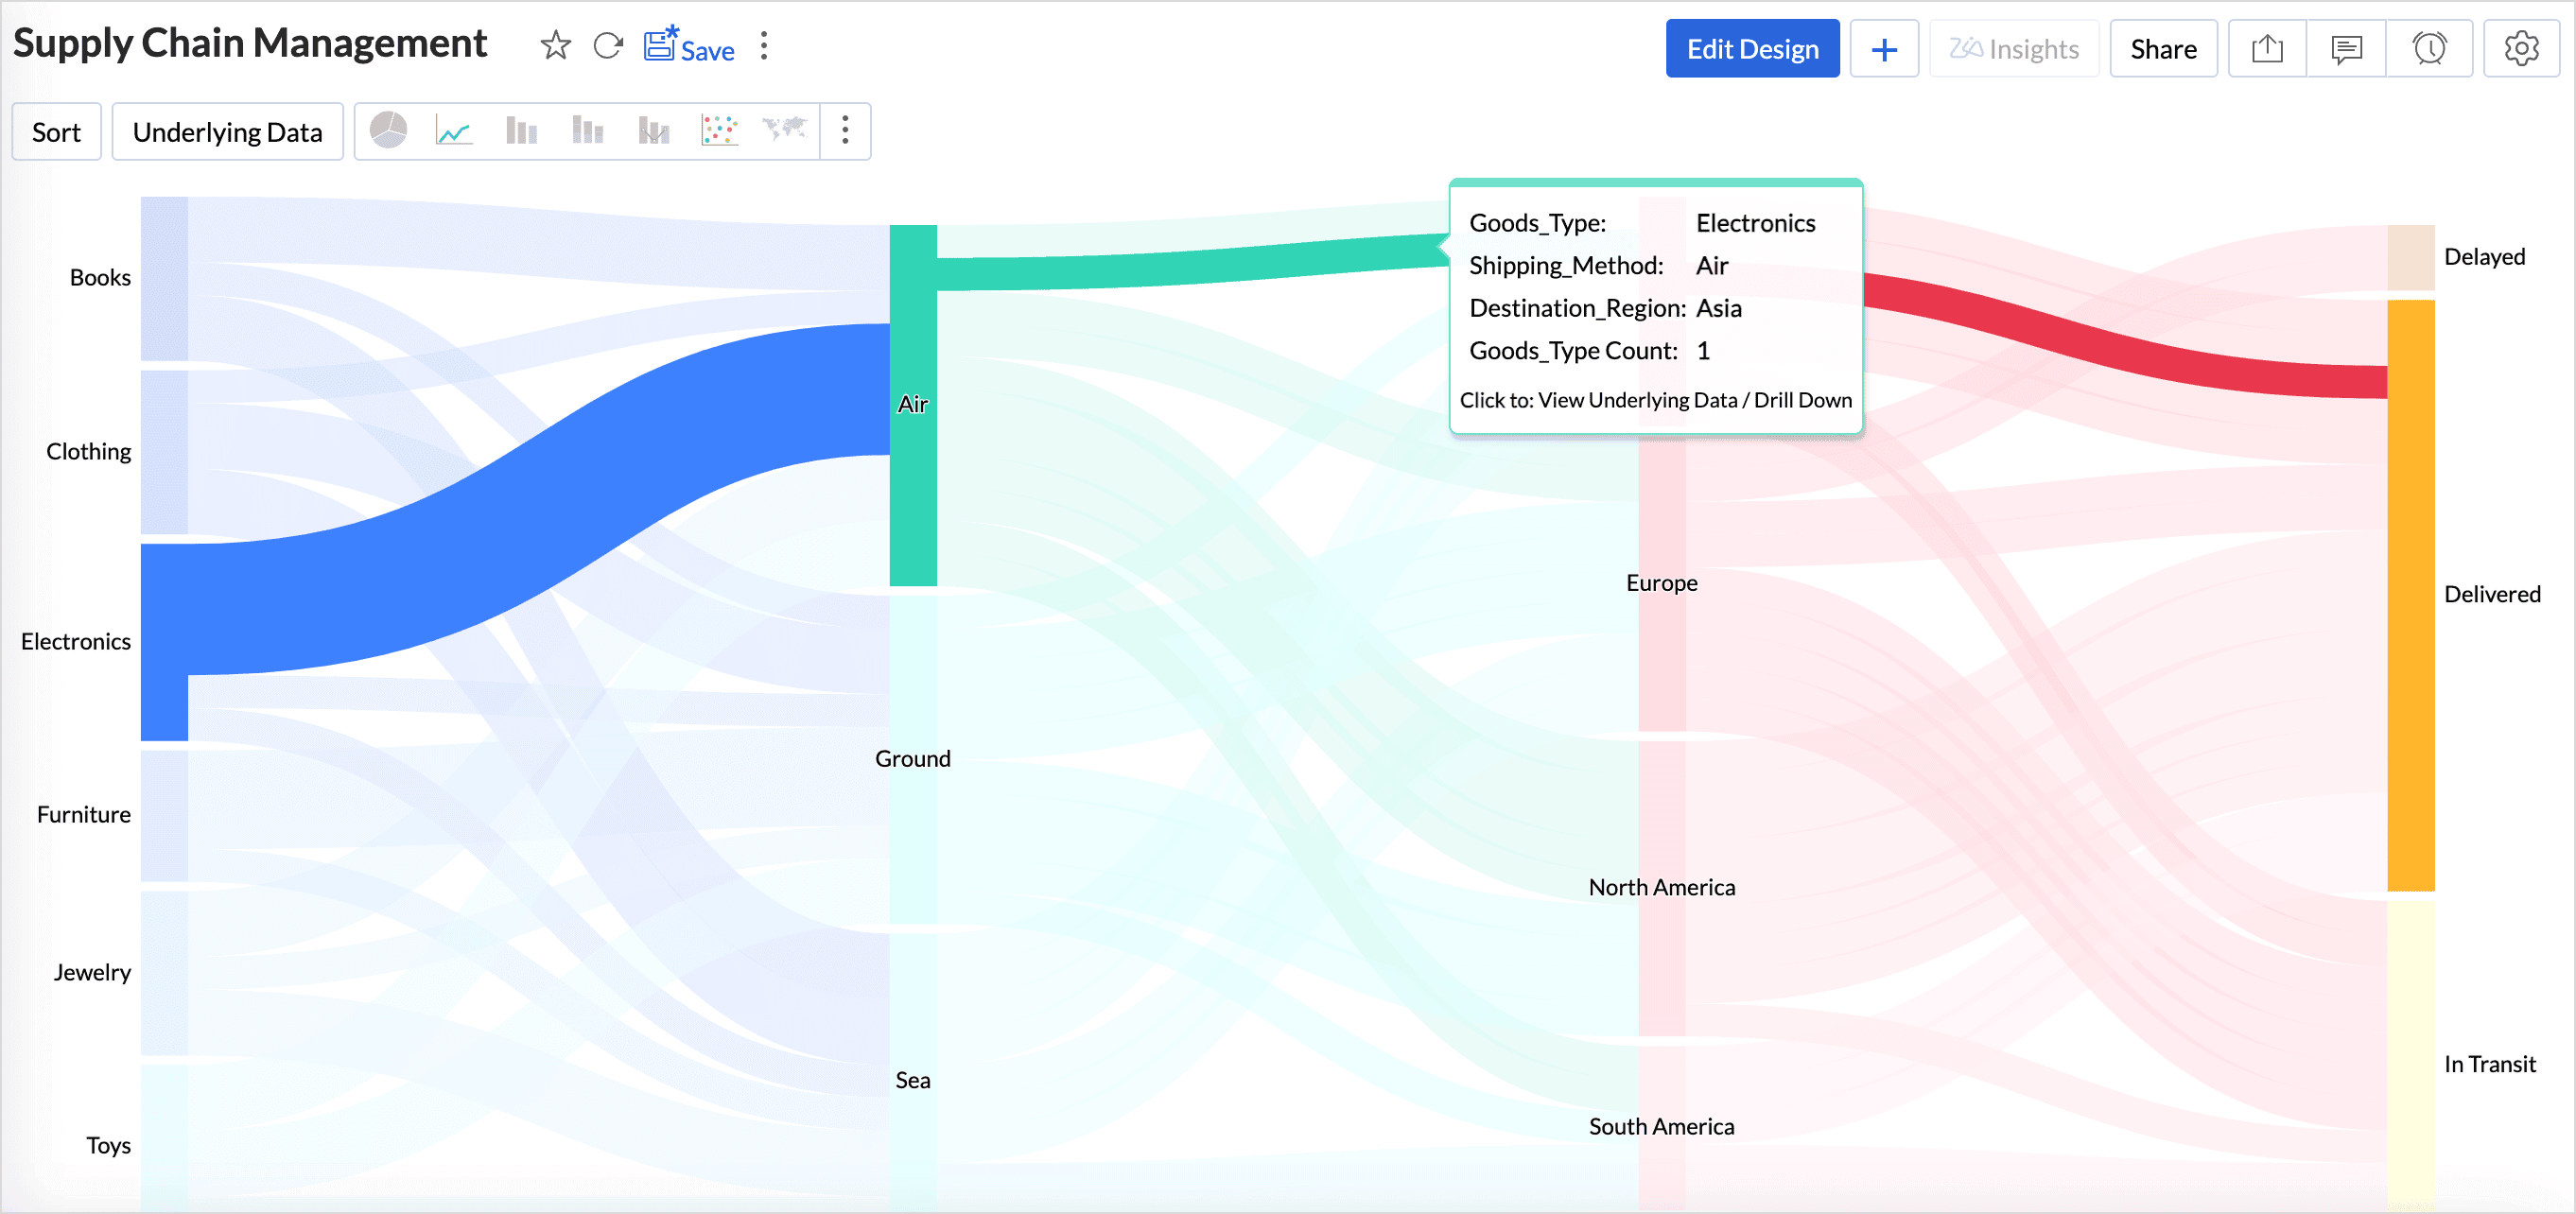 Supply Chain Management
Save
Edit Design
+
Zia Insights
Share
Sort
Underlying Data
Goods_Type: Electronics
Shipping_Method: Air
Destination_Region: Asia
Goods_Type Count: 1
Click to: View Underlying Data / Drill Down
Books
Clothing
Electronics
Furniture
Jewelry
Toys
Air
Ground
Sea
Europe
North America
South America
Delayed
Delivered
In Transit